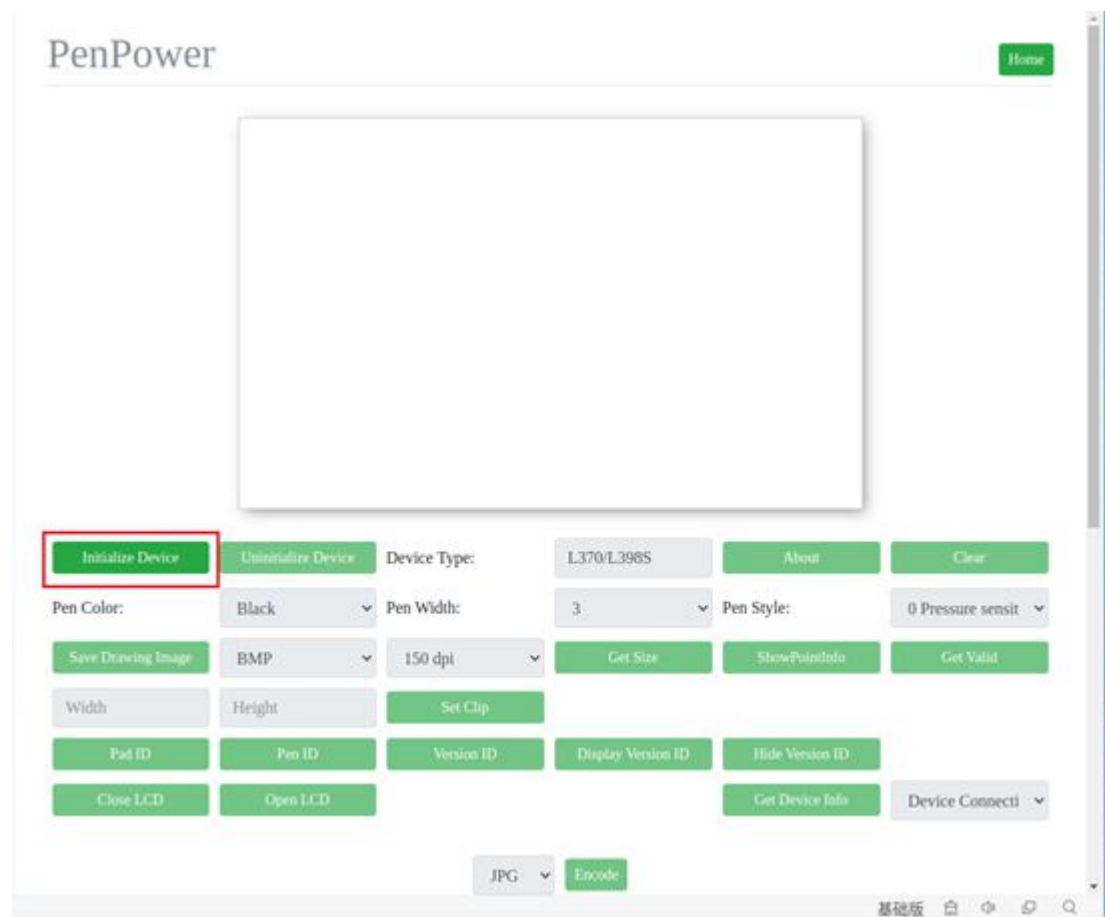 PenPower
Home
Initialize Device Uninitialize Device Device Type: L370/L398S About Clear
Pen Color: Black Pen Width: 3 Pen Style: 0 Pressure sensit
Save Drawing Image BMP 150 dpi Get Size ShowPointInfo Get Valid
Width Height Set Clip
Pad ID Pen ID Version ID Display Version ID Hide Version ID
Close LCD Open LCD Get Device Info Device Connecti
JPG Encode
基础版